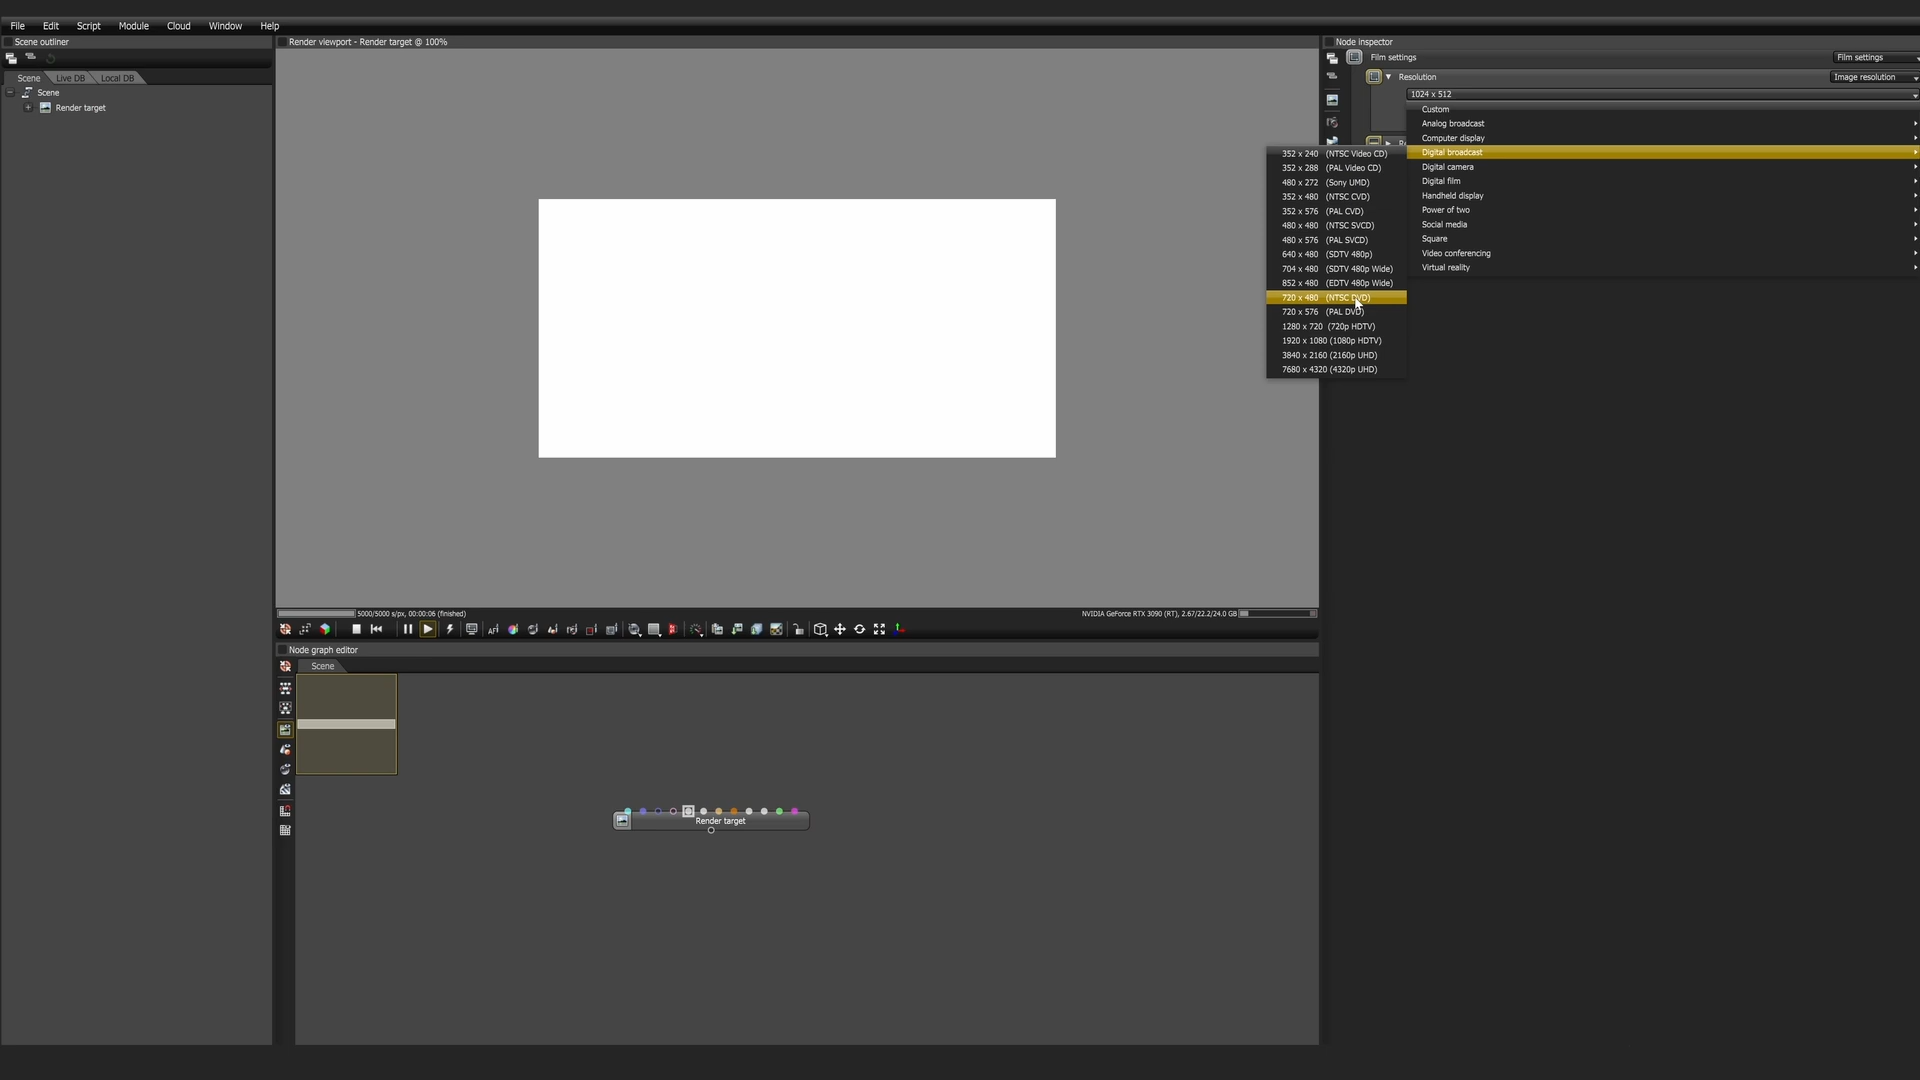 File Edit Script Module Cloud Window Help
Scene outliner
Scene Live DB Local DB
Scene
Render target
Render viewport - Render target @ 100%
5000/5000 s/px, 00:00:06 (finished)
NVIDIA GeForce RTX 3090 (RT), 2.67/22.2/24.0 GB
Node graph editor
Scene
Render target
Node inspector
Film settings Film settings
Resolution Image resolution
1024 x 512
Custom
Analog broadcast
Computer display
Digital broadcast
Digital camera
Digital film
Handheld display
Power of two
Social media
Square
Video conferencing
Virtual reality
352 x 240 (NTSC Video CD)
352 x 288 (PAL Video CD)
480 x 272 (Sony UMD)
352 x 480 (NTSC CVD)
352 x 576 (PAL CVD)
480 x 480 (NTSC SVCD)
480 x 576 (PAL SVCD)
640 x 480 (SDTV 480p)
704 x 480 (SDTV 480p Wide)
852 x 480 (EDTV 480p Wide)
720 x 480 (NTSC DVD)
720 x 576 (PAL DVD)
1280 x 720 (720p HDTV)
1920 x 1080 (1080p HDTV)
3840 x 2160 (2160p UHD)
7680 x 4320 (4320p UHD)